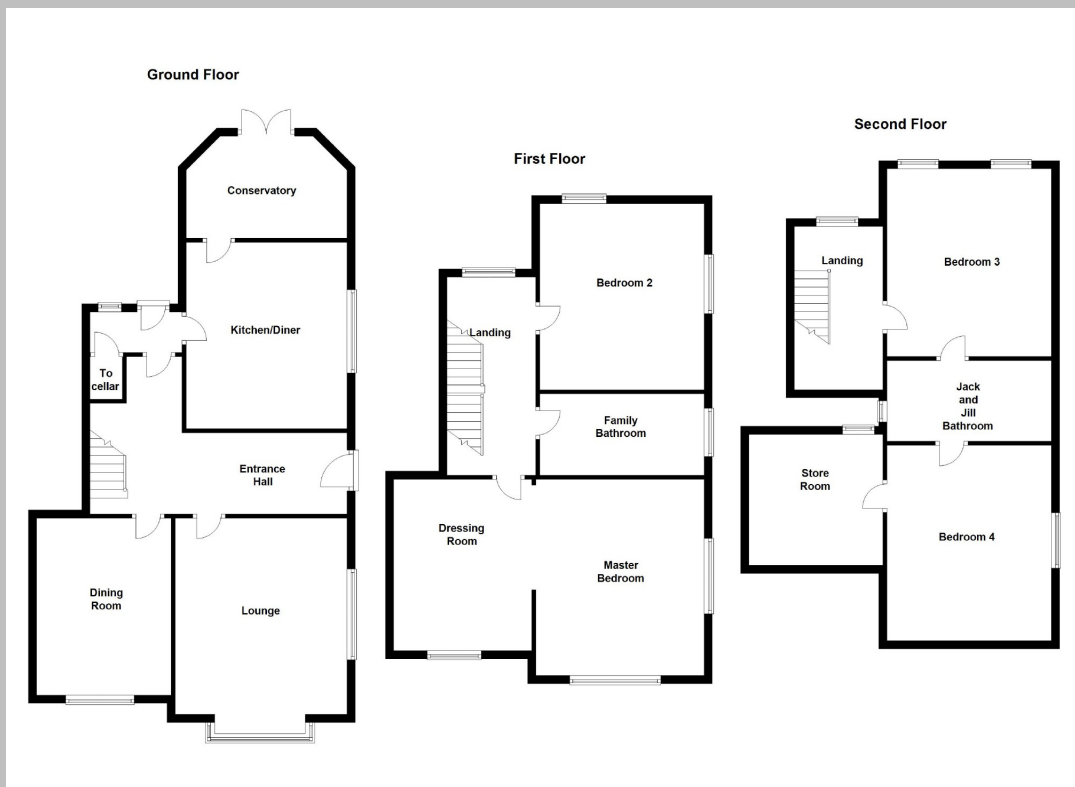 Ground Floor
Conservatory
Kitchen/Diner
To
cellar
Entrance
Hall
Dining
Room
Lounge
First Floor
Bedroom 2
Landing
Family
Bathroom
Dressing
Room
Master
Bedroom
Second Floor
Landing
Bedroom 3
Jack
and
Jill
Bathroom
Store
Room
Bedroom 4